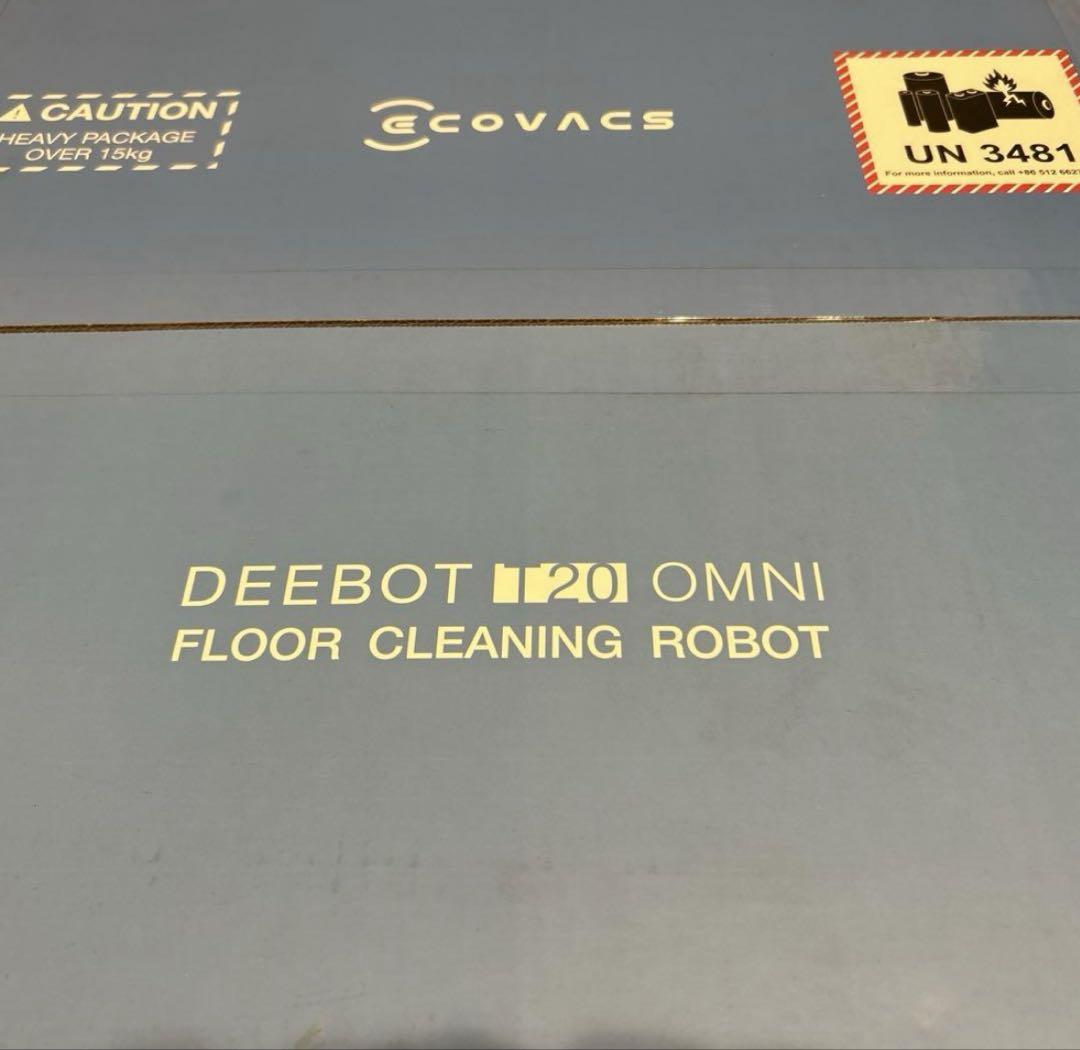 CAUTION
HEAVY PACKAGE
OVER 15kg
ECOVACS
UN 3481
For more information, call +86 512
DEEBOT T20 OMNI
FLOOR CLEANING ROBOT